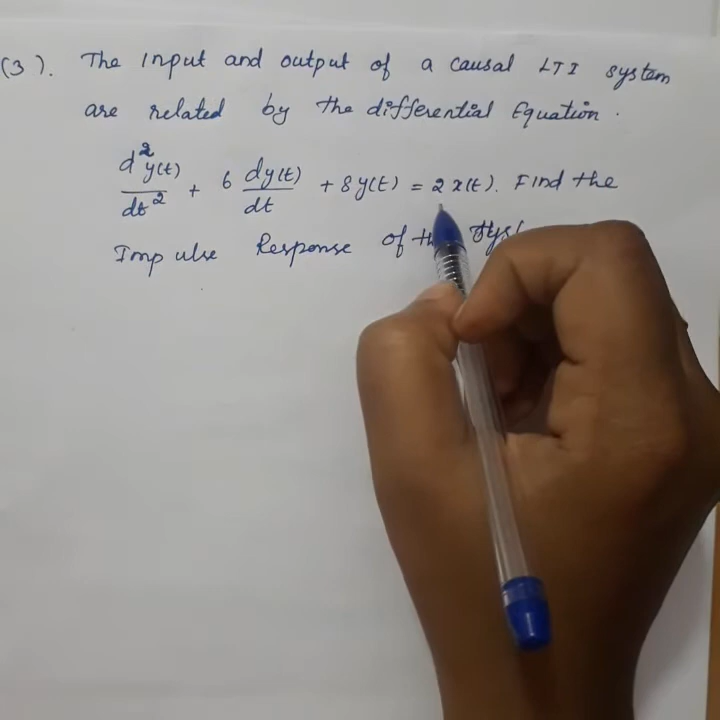 (3). The input and output of a causal LTI system
are related by the differential Equation.
d²y(t)/dt² + 6 dy(t)/dt + 8y(t) = 2x(t). Find the
Impulse Response of the